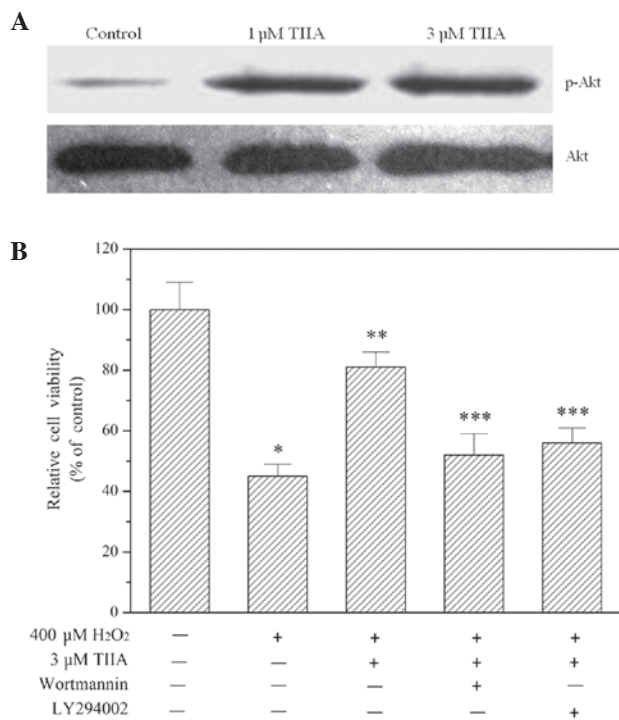 A
Control 1 µM TIIA 3 µM TIIA
p-Akt
Akt
B
120
100
80
60
40
20
0
Relative cell viability
(% of control)
*
**
***
***
400 µM H₂O₂ — + + + +
3 µM TIIA — — + + +
Wortmannin — — — + —
LY294002 — — — — +